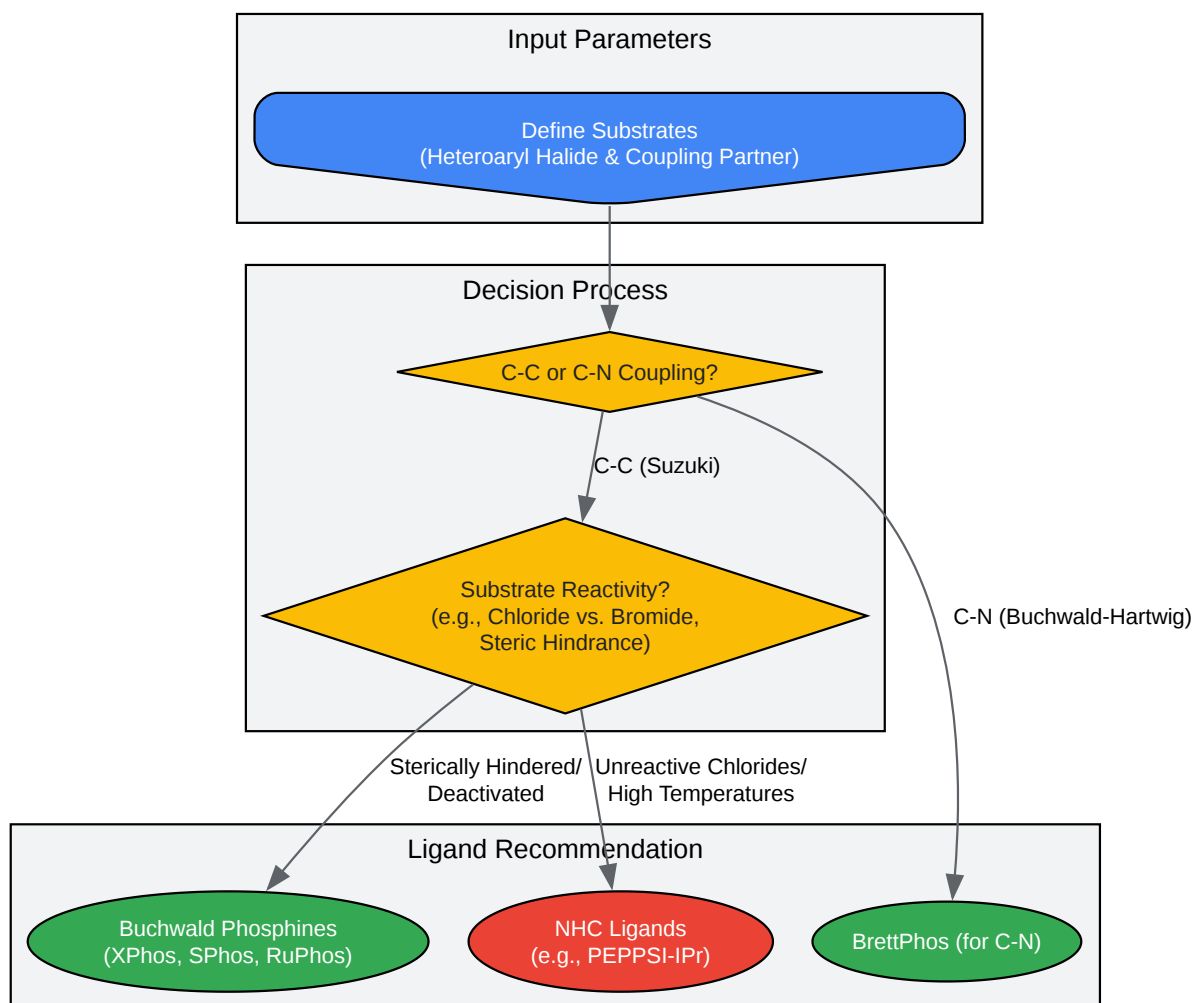 Input Parameters
Define Substrates
(Heteroaryl Halide & Coupling Partner)
Decision Process
C-C or C-N Coupling?
C-C (Suzuki)
Substrate Reactivity?
(e.g., Chloride vs. Bromide,
Steric Hindrance)
C-N (Buchwald-Hartwig)
Sterically Hindered/
Deactivated
Unreactive Chlorides/
High Temperatures
Ligand Recommendation
Buchwald Phosphines
(XPhos, SPhos, RuPhos)
NHC Ligands
(e.g., PEPPSI-IPr)
BrettPhos (for C-N)